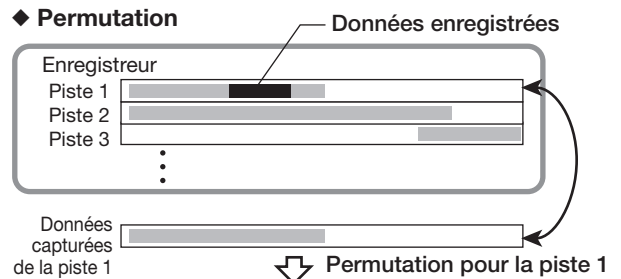 ◆ Permutation
Données enregistrées
Enregistreur
Piste 1
Piste 2
Piste 3
Données
capturées
de la piste 1
Permutation pour la piste 1